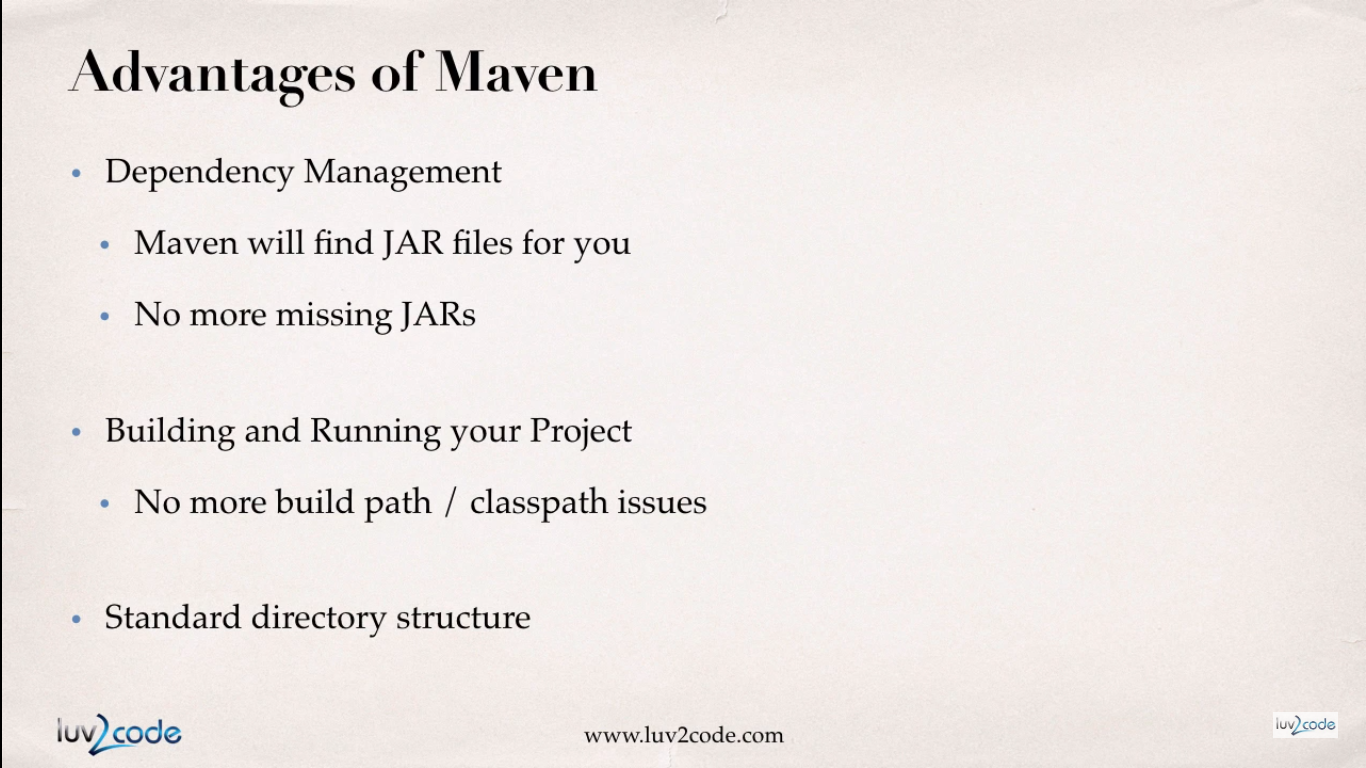 Advantages of Maven
• Dependency Management
• Maven will find JAR files for you
• No more missing JARs
• Building and Running your Project
• No more build path / classpath issues
• Standard directory structure
luv2code
www.luv2code.com
luv2code